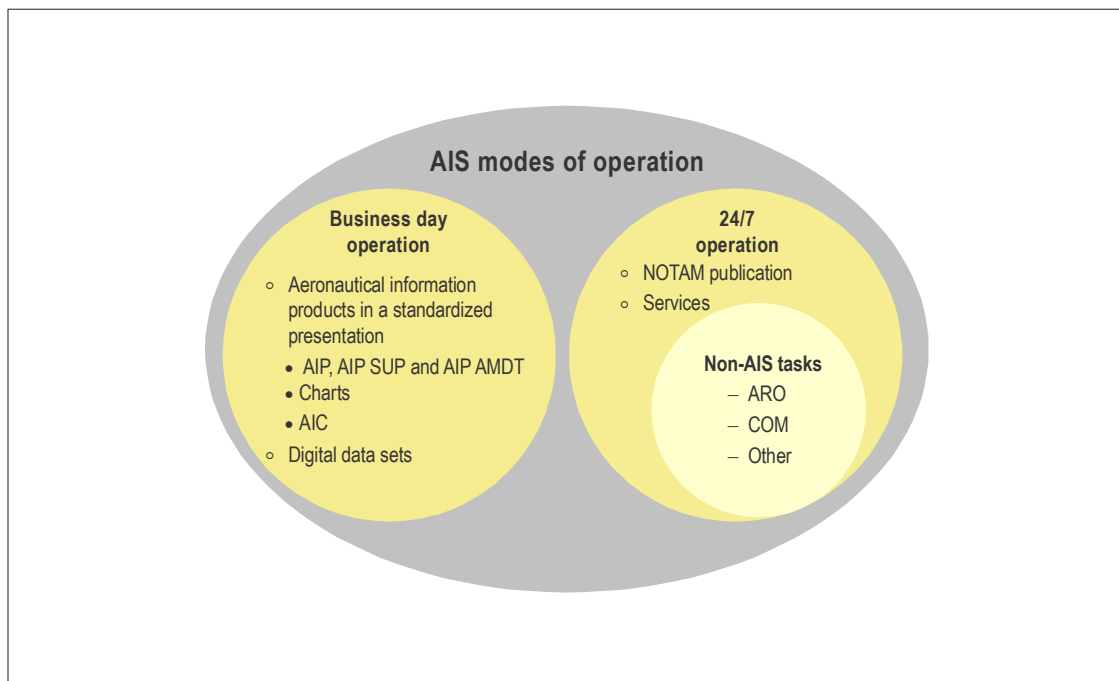 AIS modes of operation
Business day
operation
○ Aeronautical information
products in a standardized
presentation
• AIP, AIP SUP and AIP AMDT
• Charts
• AIC
○ Digital data sets
24/7
operation
○ NOTAM publication
○ Services
Non-AIS tasks
– ARO
– COM
– Other